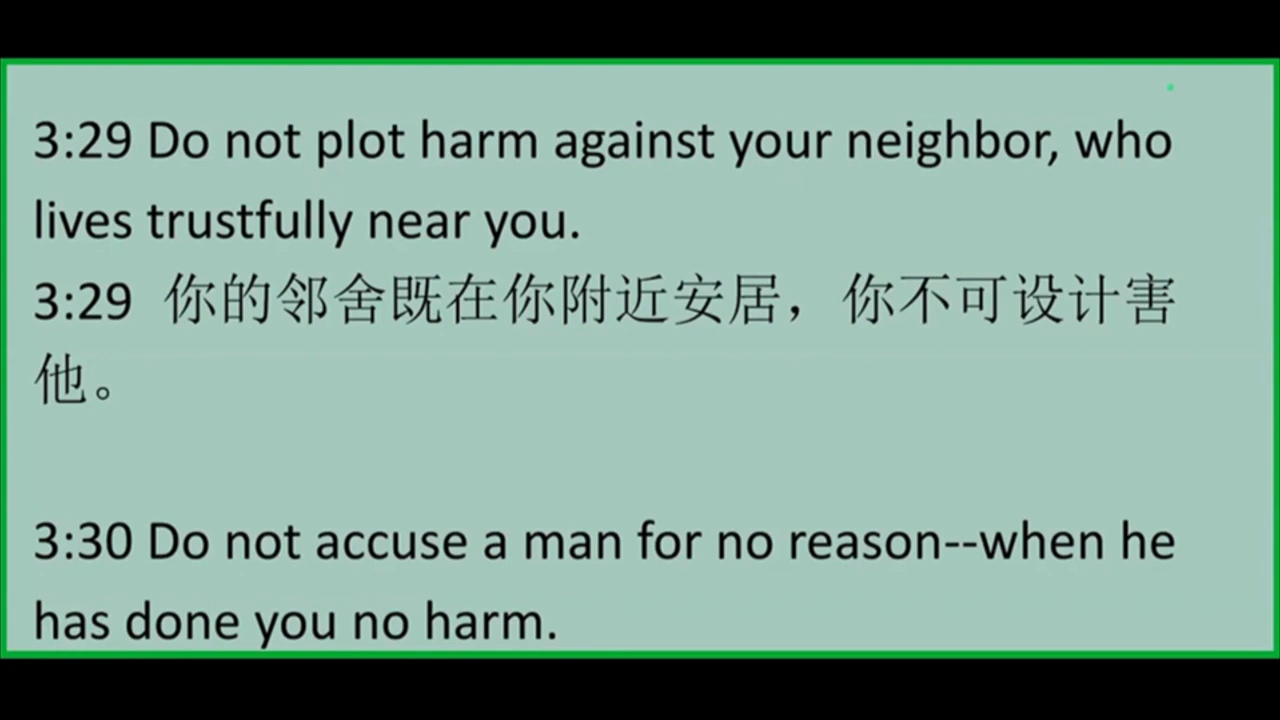 3:29 Do not plot harm against your neighbor, who
lives trustfully near you.
3:29 你的邻舍既在你附近安居，你不可设计害
他。
3:30 Do not accuse a man for no reason--when he
has done you no harm.